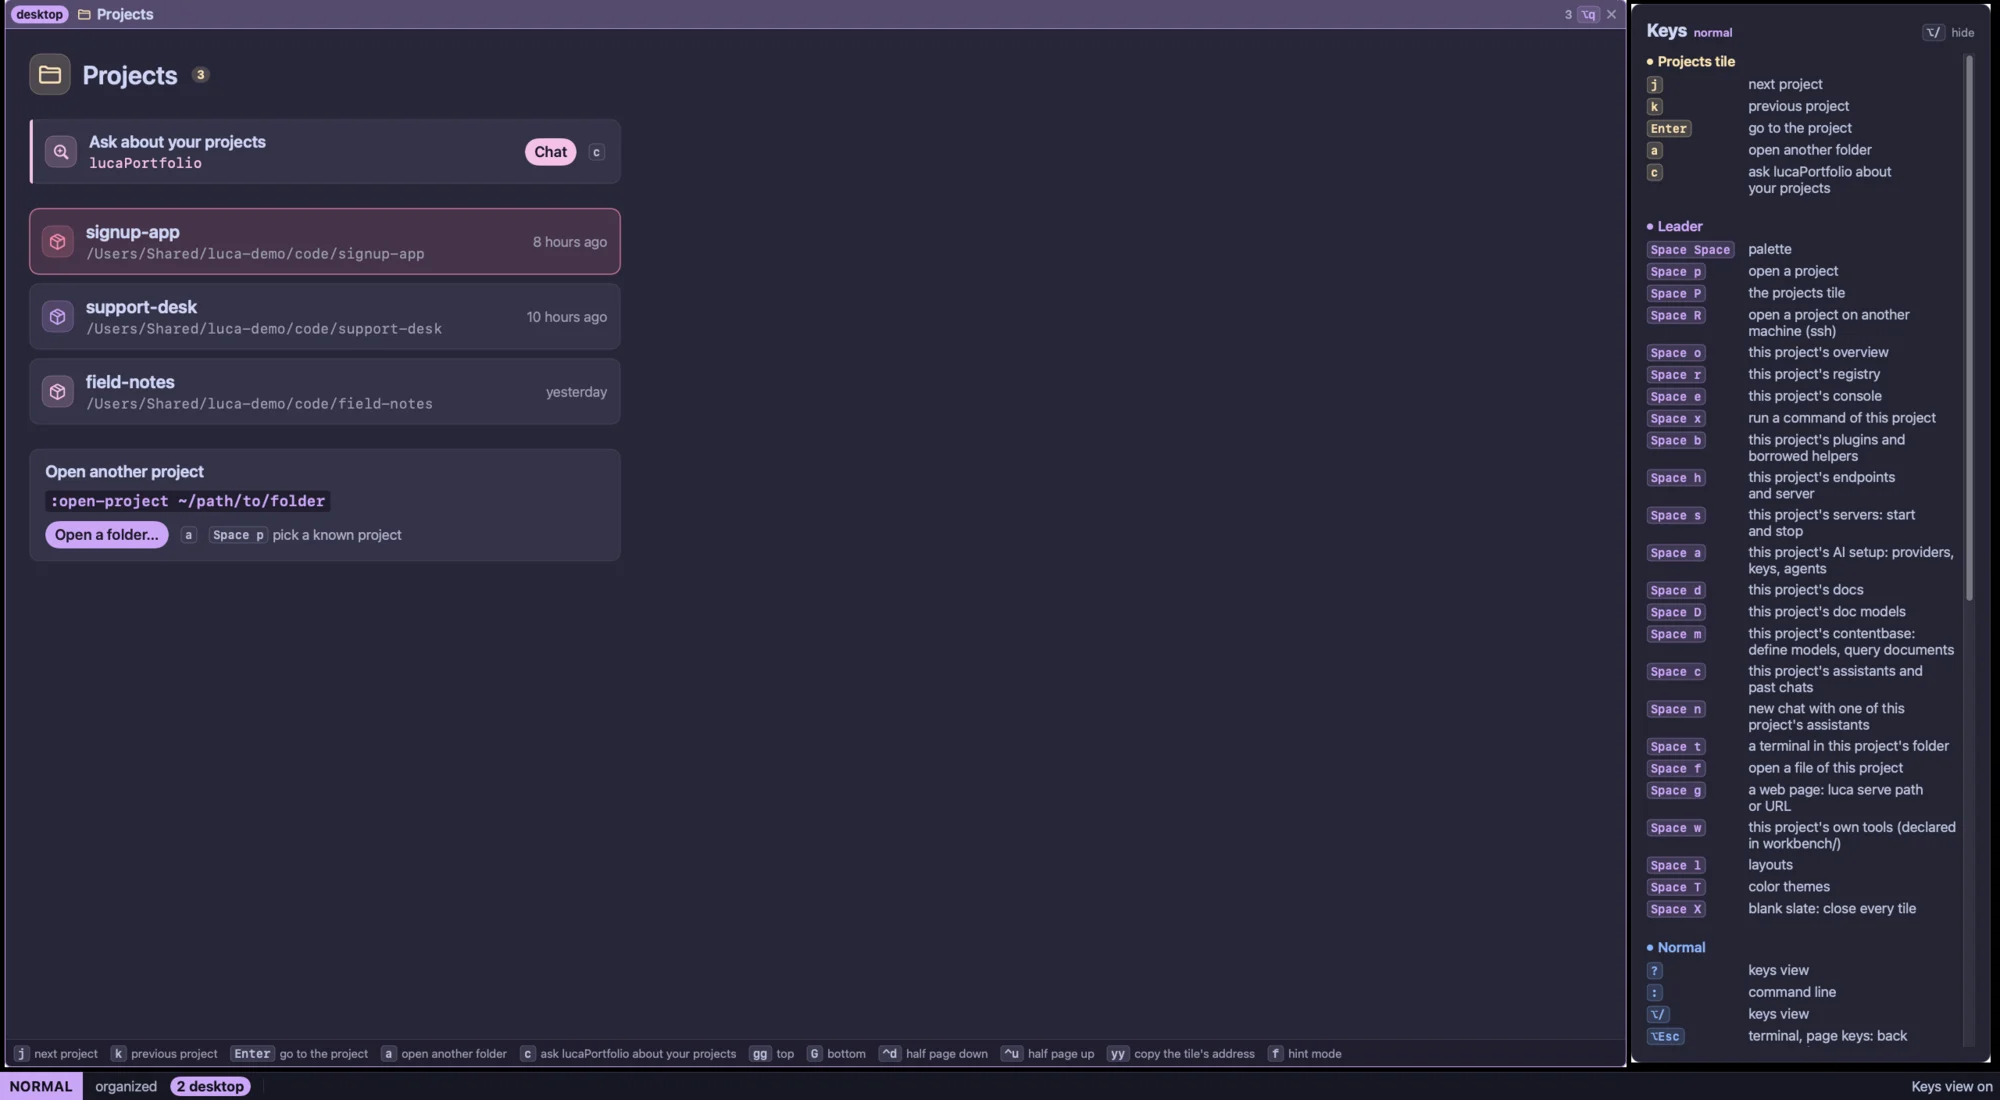 desktop Projects 3 ⌥q ✕
Projects 3
Ask about your projects
lucaPortfolio
Chat c
signup-app
/Users/Shared/luca-demo/code/signup-app
8 hours ago
support-desk
/Users/Shared/luca-demo/code/support-desk
10 hours ago
field-notes
/Users/Shared/luca-demo/code/field-notes
yesterday
Open another project
:open-project ~/path/to/folder
Open a folder... a Space p pick a known project
j next project k previous project Enter go to the project a open another folder c ask lucaPortfolio about your projects gg top G bottom ^d half page down ^u half page up yy copy the tile's address f hint mode
Keys normal ⌥/ hide
Projects tile
j next project
k previous project
Enter go to the project
a open another folder
c ask lucaPortfolio about
your projects
Leader
Space Space palette
Space p open a project
Space P the projects tile
Space R open a project on another
machine (ssh)
Space o this project's overview
Space r this project's registry
Space e this project's console
Space x run a command of this project
Space b this project's plugins and
borrowed helpers
Space h this project's endpoints
and server
Space s this project's servers: start
and stop
Space a this project's AI setup: providers,
keys, agents
Space d this project's docs
Space D this project's doc models
Space m this project's contentbase:
define models, query documents
Space c this project's assistants and
past chats
Space n new chat with one of this
project's assistants
Space t a terminal in this project's folder
Space f open a file of this project
Space g a web page: luca serve path
or URL
Space w this project's own tools (declared
in workbench/)
Space l layouts
Space T color themes
Space X blank slate: close every tile
Normal
? keys view
: command line
⌥/ keys view
⌥Esc terminal, page keys: back
NORMAL organized 2 desktop Keys view on